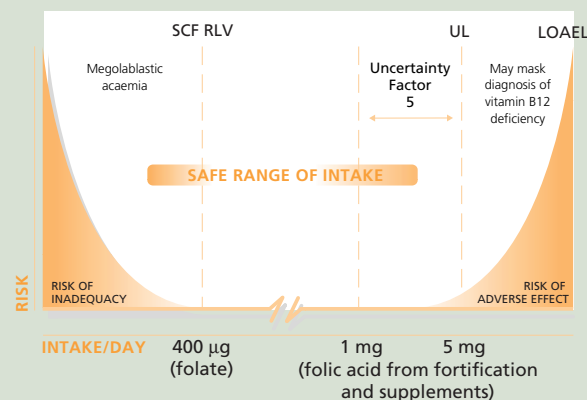 SCF RLV
UL
LOAEL
Megolablastic
acaemia
Uncertainty
Factor
5
May mask
diagnosis of
vitamin B12
deficiency
SAFE RANGE OF INTAKE
RISK
RISK OF
INADEQUACY
RISK OF
ADVERSE EFFECT
INTAKE/DAY
400 µg
(folate)
1 mg
5 mg
(folic acid from fortification
and supplements)